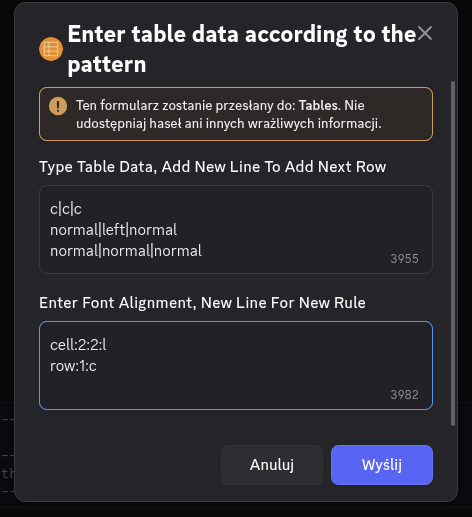 Enter table data according to the
pattern
Ten formularz zostanie przesłany do: Tables. Nie
udostępniaj haseł ani innych wrażliwych informacji.
Type Table Data, Add New Line To Add Next Row
c|c|c
normal|left|normal
normal|normal|normal
3955
Enter Font Alignment, New Line For New Rule
cell:2:2:l
row:1:c
3982
th
Anuluj
Wyślij